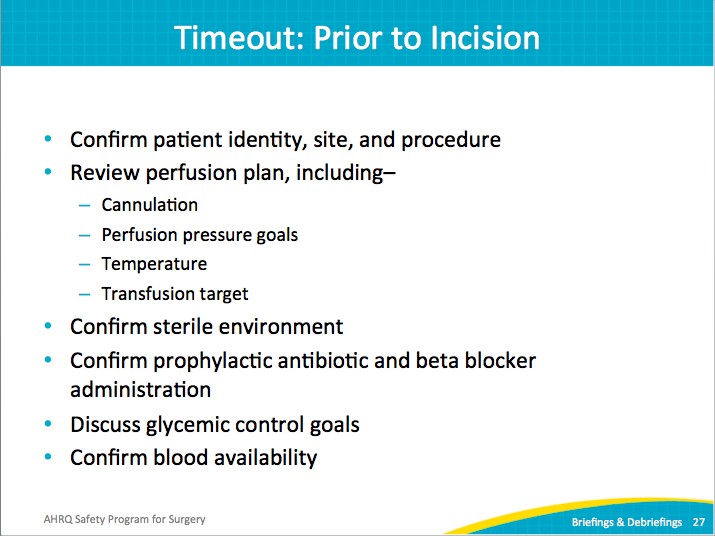 Timeout: Prior to Incision
• Confirm patient identity, site, and procedure
• Review perfusion plan, including–
– Cannulation
– Perfusion pressure goals
– Temperature
– Transfusion target
• Confirm sterile environment
• Confirm prophylactic antibiotic and beta blocker
administration
• Discuss glycemic control goals
• Confirm blood availability
AHRQ Safety Program for Surgery
Briefings & Debriefings 27